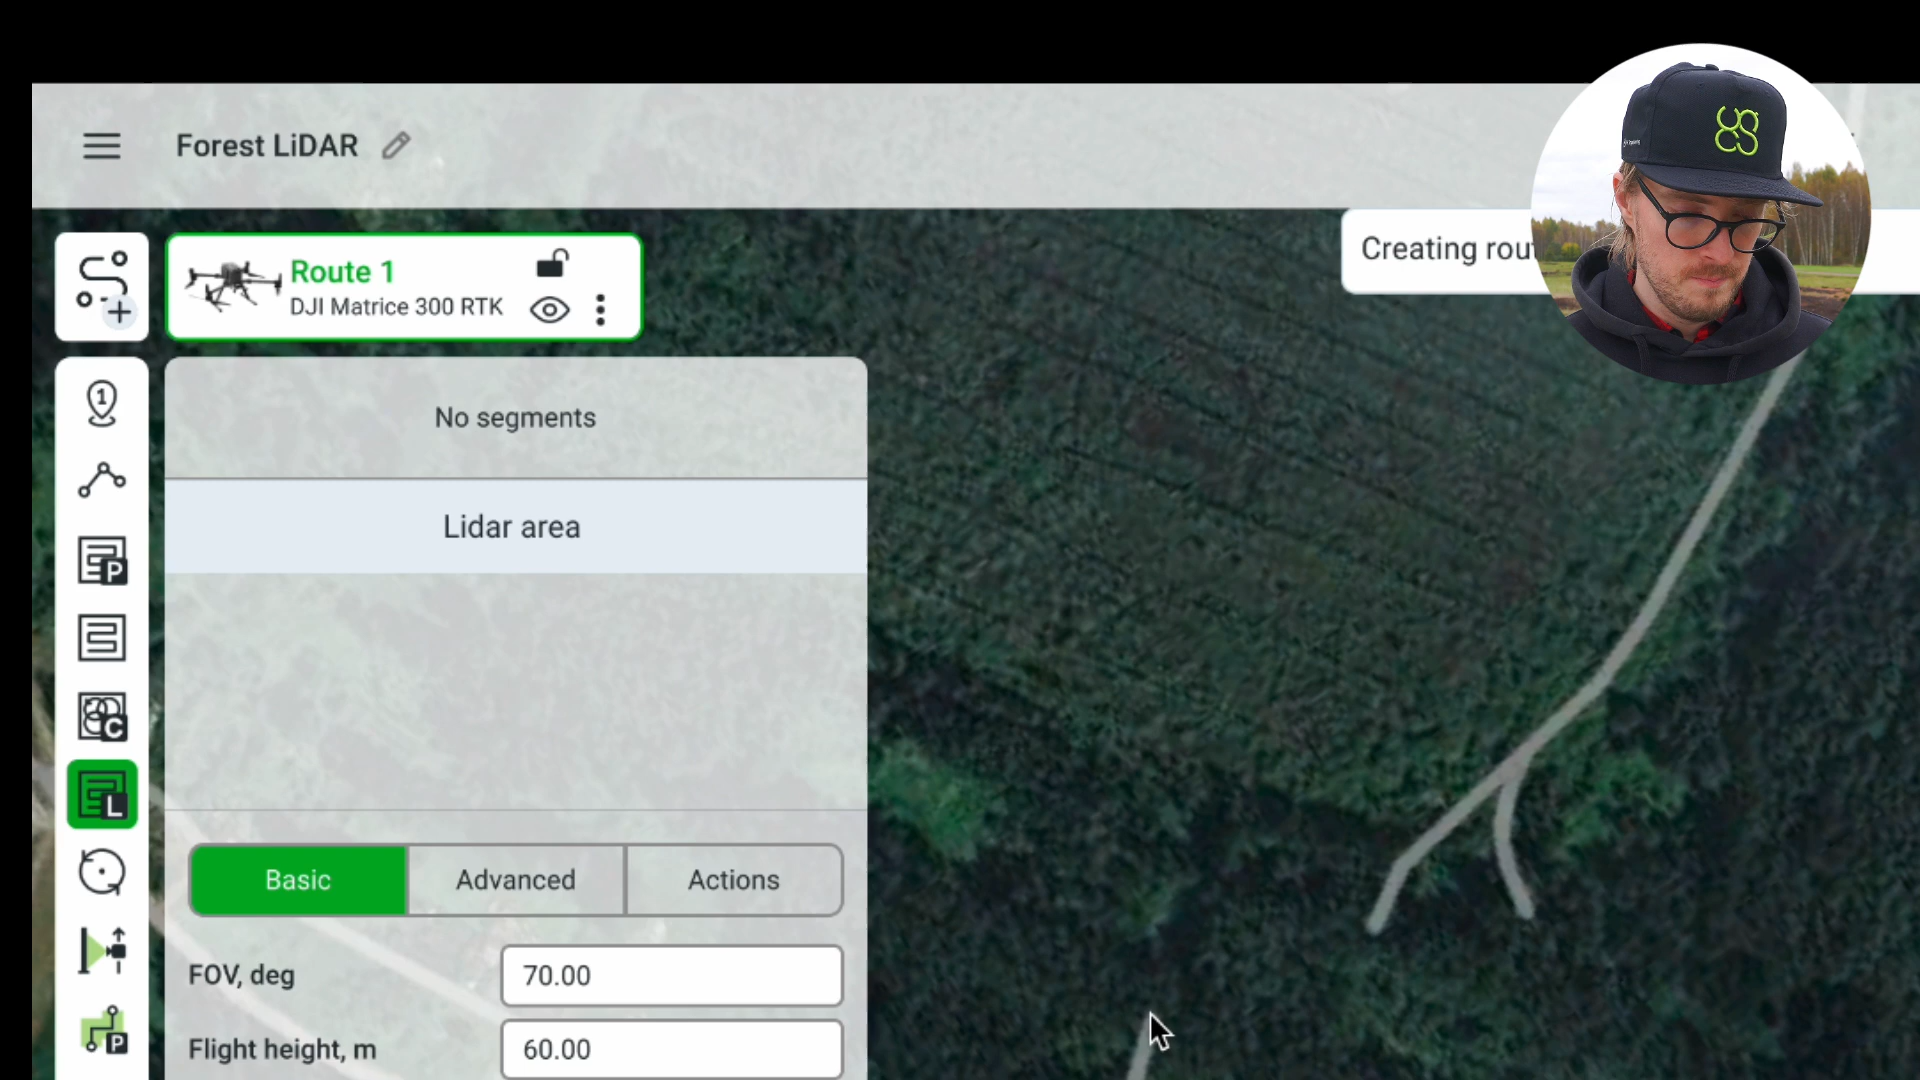 Forest LiDAR
Creating rou
Route 1
DJI Matrice 300 RTK
1
No segments
Lidar area
P
C
L
P
Basic
Advanced
Actions
FOV, deg
70.00
Flight height, m
60.00